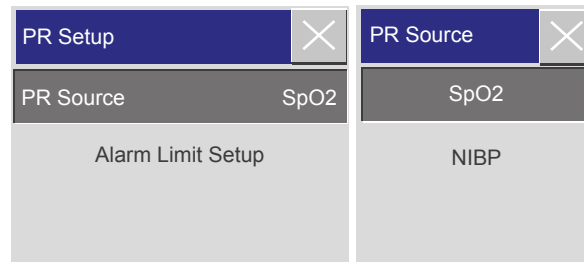 PR Setup
PR Source SpO2
Alarm Limit Setup
PR Source
SpO2
NIBP